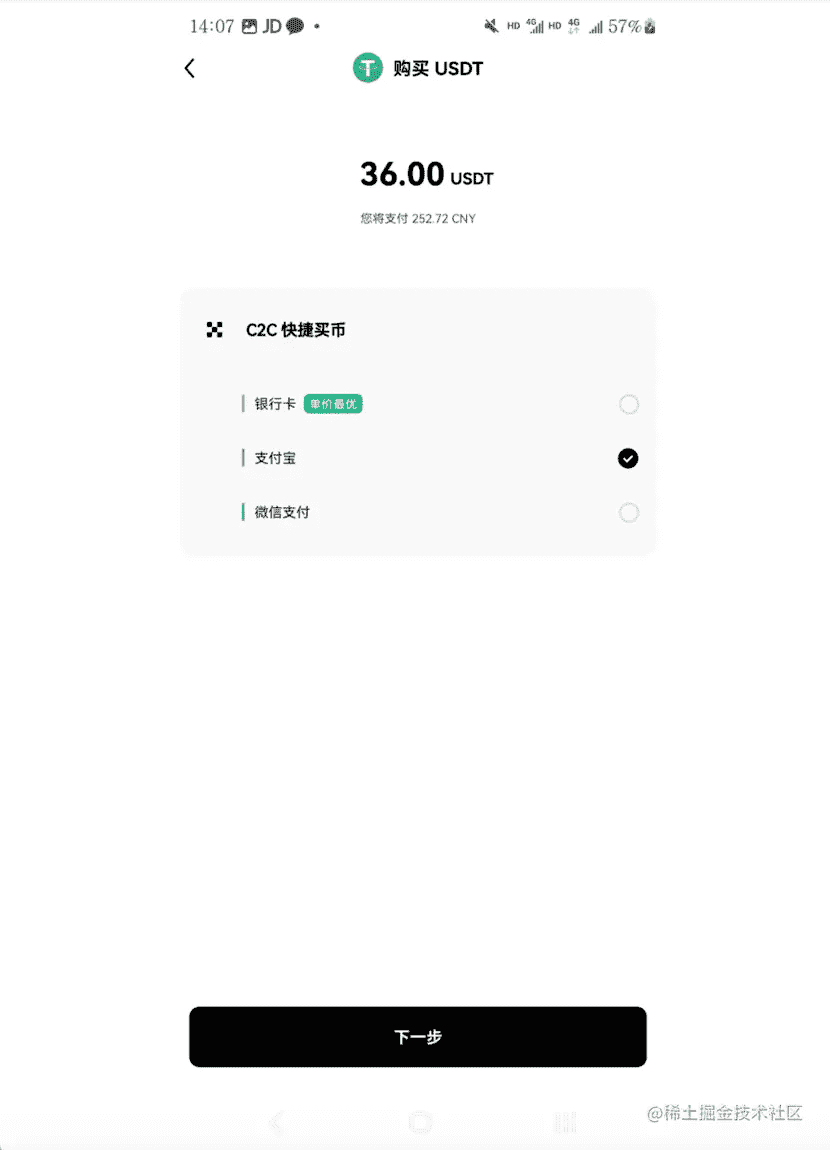 14:07 JD HD 4G HD 4G 57%
购买 USDT
36.00 USDT
您将支付 252.72 CNY
C2C 快捷买币
银行卡 单价最优
支付宝
微信支付
下一步
@稀土掘金技术社区